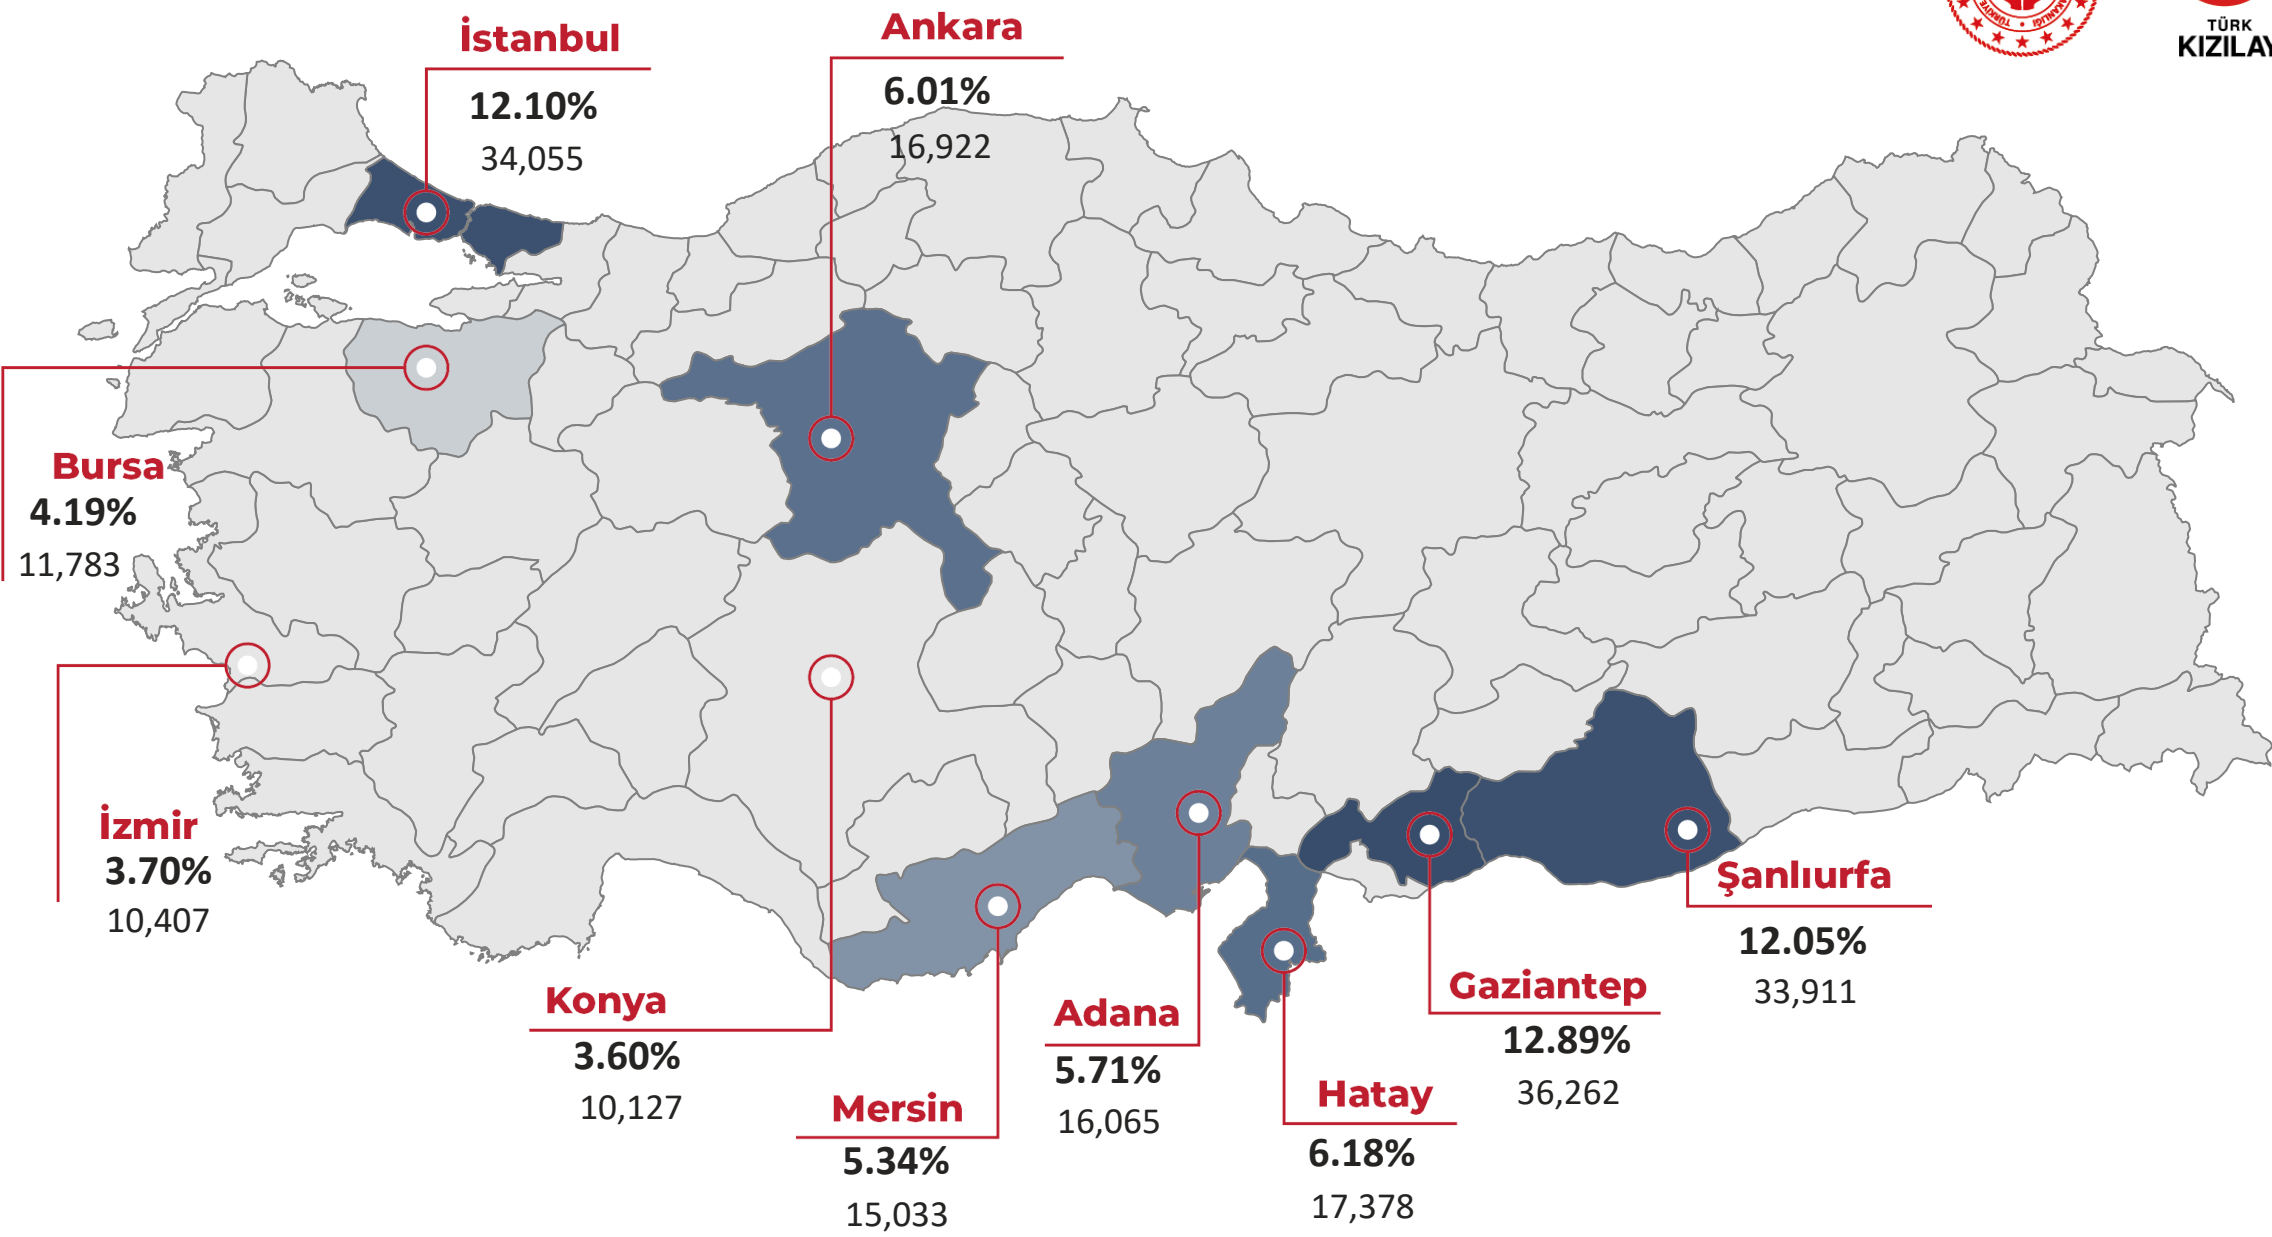 İstanbul
12.10%
34,055
Ankara
6.01%
16,922
TÜRK
KIZILAY
Bursa
4.19%
11,783
İzmir
3.70%
10,407
Konya
3.60%
10,127
Mersin
5.34%
15,033
Adana
5.71%
16,065
Hatay
6.18%
17,378
Gaziantep
12.89%
36,262
Şanlıurfa
12.05%
33,911